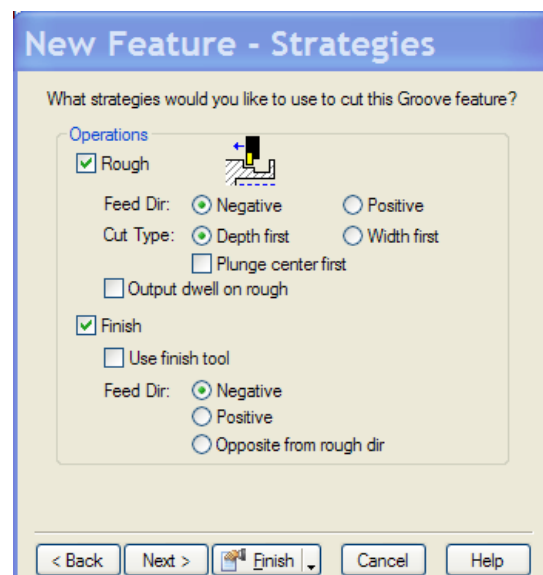 New Feature - Strategies
What strategies would you like to use to cut this Groove feature?
Operations
Rough
Feed Dir: Negative Positive
Cut Type: Depth first Width first
Plunge center first
Output dwell on rough
Finish
Use finish tool
Feed Dir: Negative
Positive
Opposite from rough dir
< Back Next > Finish Cancel Help